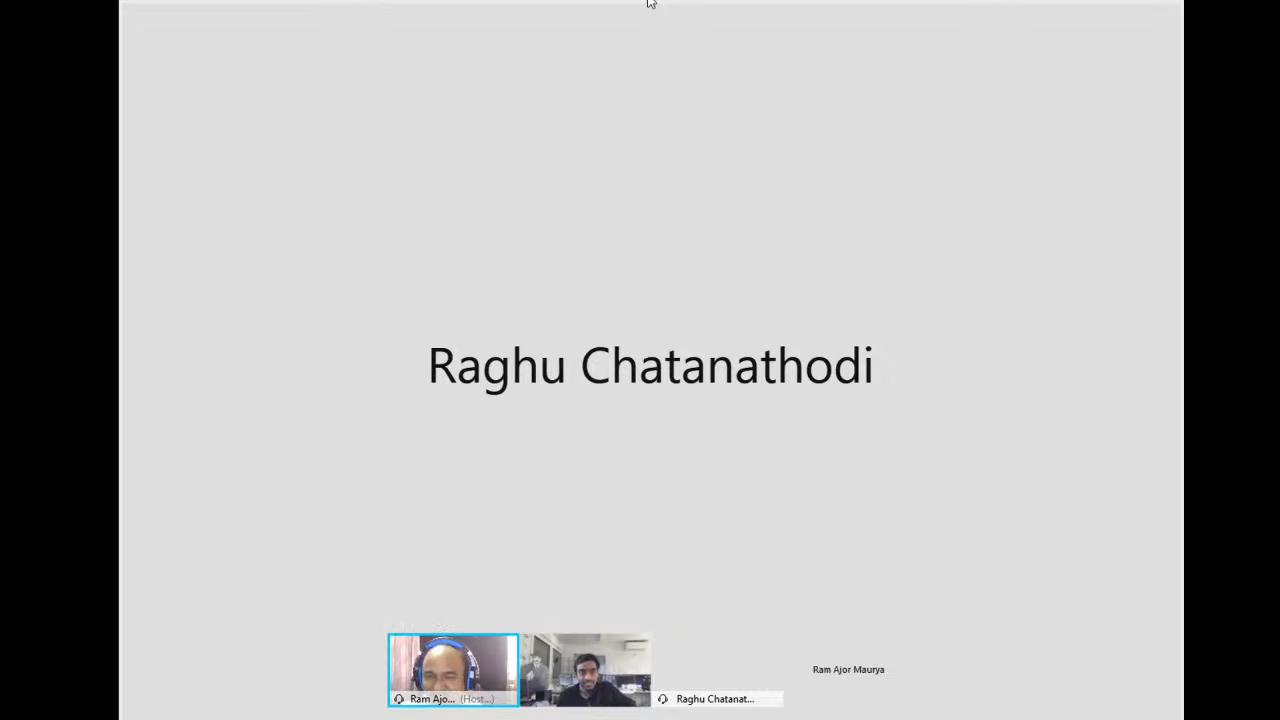 Raghu Chatanathodi
Ram Ajor Maurya
Ram Ajo... (Host...)
Raghu Chatanat...